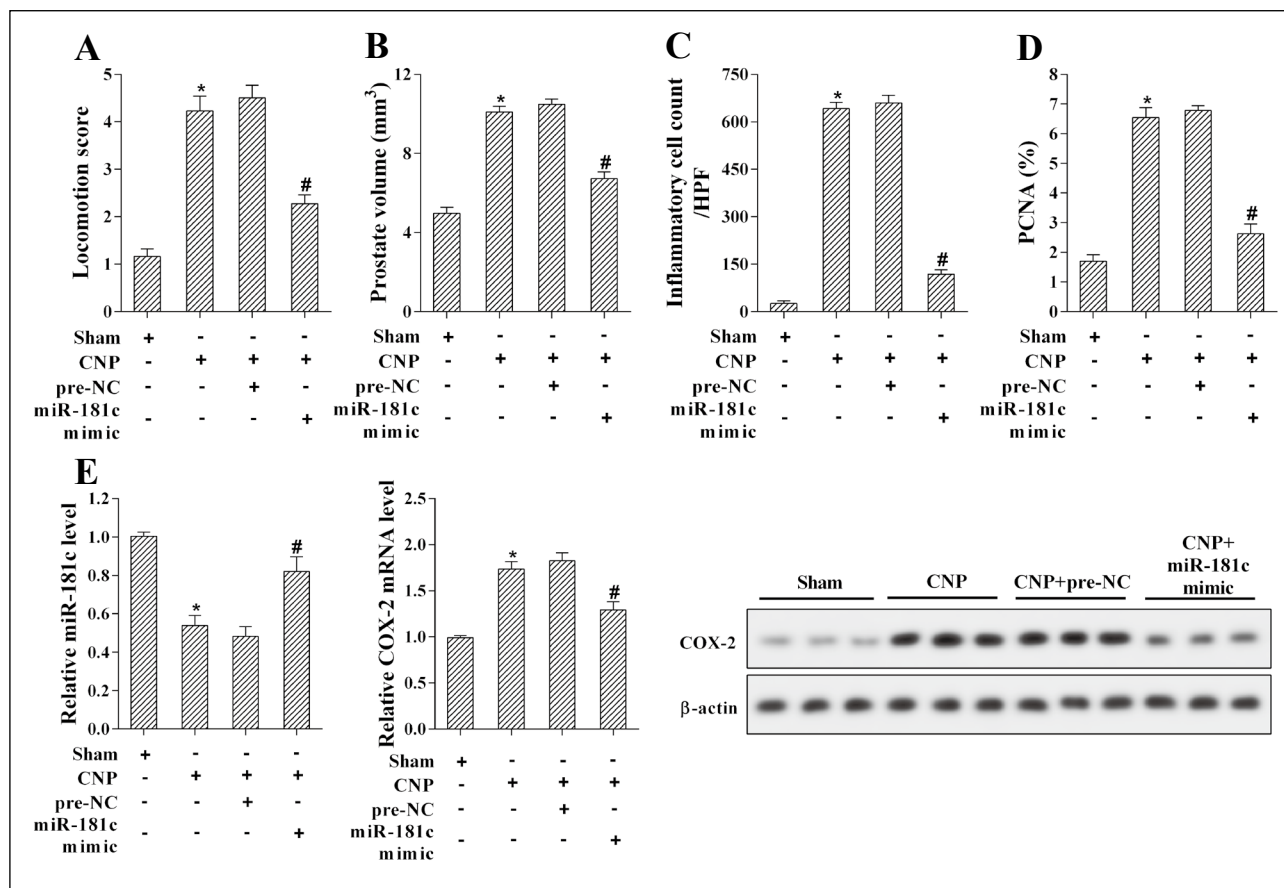 A
Locomotion score
5
4
3
2
1
0
*
#
Sham + - - -
CNP - + + +
pre-NC - - + -
miR-181c - - - +
mimic
B
Prostate volume (mm³)
12
8
4
0
*
#
Sham + - - -
CNP - + + +
pre-NC - - + -
miR-181c - - - +
mimic
C
Inflammatory cell count
/HPF
750
600
450
300
150
0
*
#
Sham + - - -
CNP - + + +
pre-NC - - + -
miR-181c - - - +
mimic
D
PCNA (%)
8
6
4
2
0
*
#
Sham + - - -
CNP - + + +
pre-NC - - + -
miR-181c - - - +
mimic
E
Relative miR-181c level
1.2
1.0
0.8
0.6
0.4
0.2
0.0
*
#
Sham + - - -
CNP - + + +
pre-NC - - + -
miR-181c - - - +
mimic
Relative COX-2 mRNA level
2.5
2.0
1.5
1.0
0.5
0.0
*
#
Sham + - - -
CNP - + + +
pre-NC - - + -
miR-181c - - - +
mimic
Sham
CNP
CNP+pre-NC
CNP+
miR-181c
mimic
COX-2
β-actin